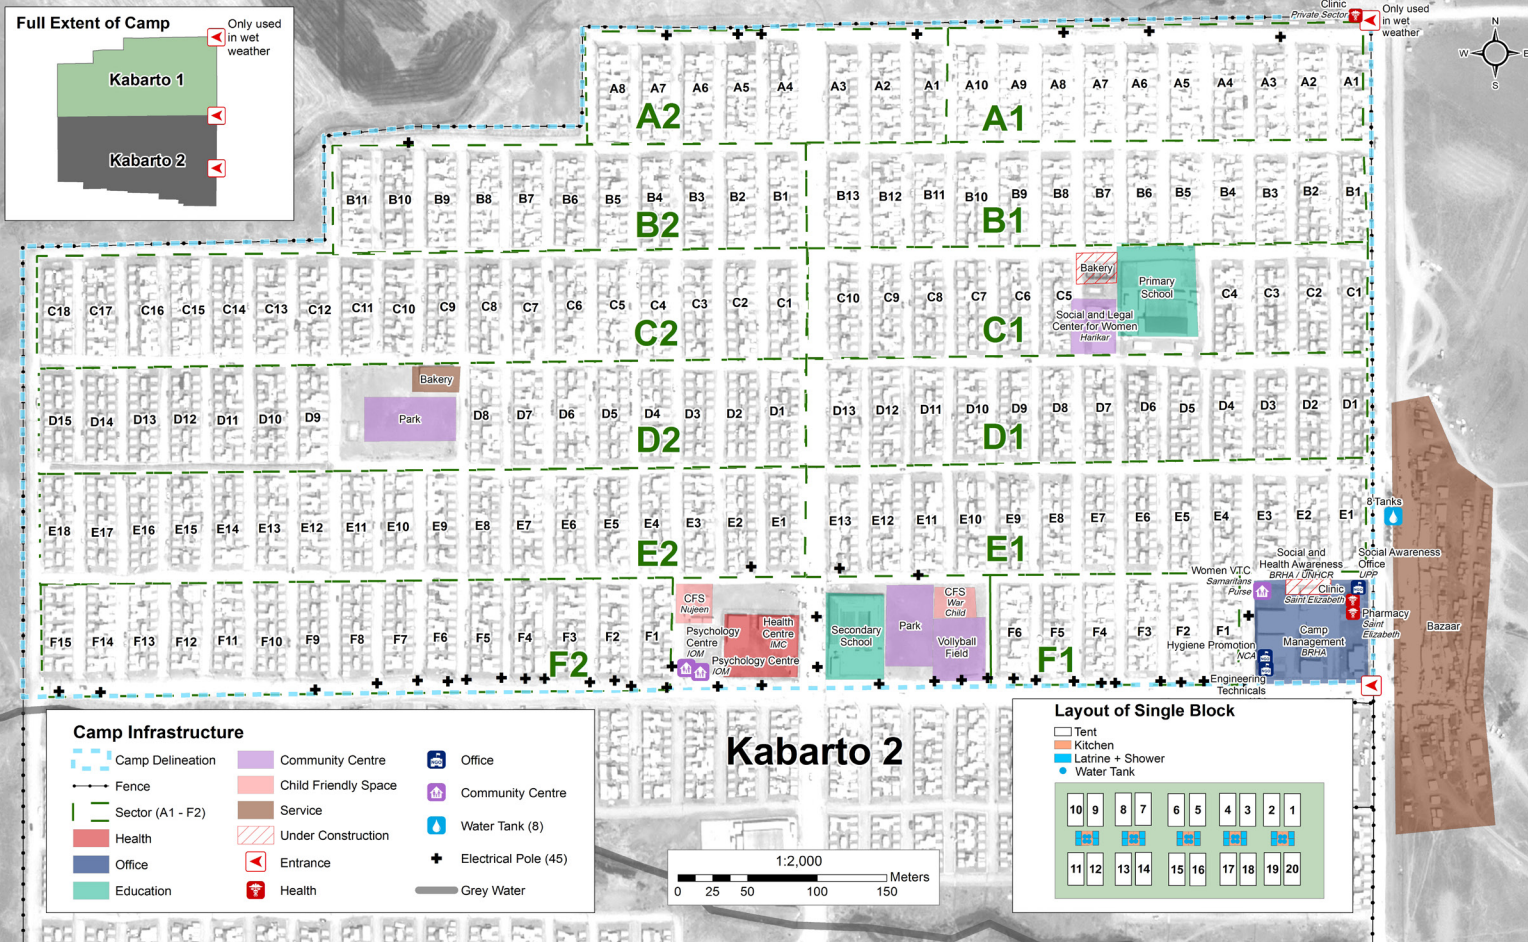 Full Extent of Camp
Only used
in wet
weather
Kabarto 1
Kabarto 2
Clinic
Private Sector
Only used
in wet
weather
N
W E
S
A8 A7 A6 A5 A4 A3 A2 A1 A10 A9 A8 A7 A6 A5 A4 A3 A2 A1
A2 A1
B11 B10 B9 B8 B7 B6 B5 B4 B3 B2 B1 B13 B12 B11 B10 B9 B8 B7 B6 B5 B4 B3 B2 B1
B2 B1
Bakery
Primary
School
C18 C17 C16 C15 C14 C13 C12 C11 C10 C9 C8 C7 C6 C5 C4 C3 C2 C1 C10 C9 C8 C7 C6 C5 C4 C3 C2 C1
Social and Legal
Center for Women
Harikar
C2 C1
Bakery
Park
D15 D14 D13 D12 D11 D10 D9 D8 D7 D6 D5 D4 D3 D2 D1 D13 D12 D11 D10 D9 D8 D7 D6 D5 D4 D3 D2 D1
D2 D1
8 Tanks
E18 E17 E16 E15 E14 E13 E12 E11 E10 E9 E8 E7 E6 E5 E4 E3 E2 E1 E13 E12 E11 E10 E9 E8 E7 E6 E5 E4 E3 E2 E1
E2 E1
Social and
Health Awareness
BRHA / UNHCR
Social Awareness
Office
UPP
Women VTC
Samaritans
Purse
Clinic
Saint Elizabeth
Pharmacy
Saint
Elizabeth
CFS
Nujeen
Psychology
Centre
IOM
Health
Centre
IMC
Psychology Centre
IOM
Secondary
School
Park
CFS
War
Child
Vollyball
Field
Camp
Management
BRHA
Hygiene Promotion
NCA
Engineering
Technicals
Bazaar
F15 F14 F13 F12 F11 F10 F9 F8 F7 F6 F5 F4 F3 F2 F1 F6 F5 F4 F3 F2 F1
F2 F1
Kabarto 2
Camp Infrastructure
Camp Delineation
Fence
Sector (A1 - F2)
Health
Office
Education
Community Centre
Child Friendly Space
Service
Under Construction
Entrance
Health
Office
Community Centre
Water Tank (8)
Electrical Pole (45)
Grey Water
1:2,000
Meters
0 25 50 100 150
Layout of Single Block
Tent
Kitchen
Latrine + Shower
Water Tank
10 9 8 7 6 5 4 3 2 1
11 12 13 14 15 16 17 18 19 20